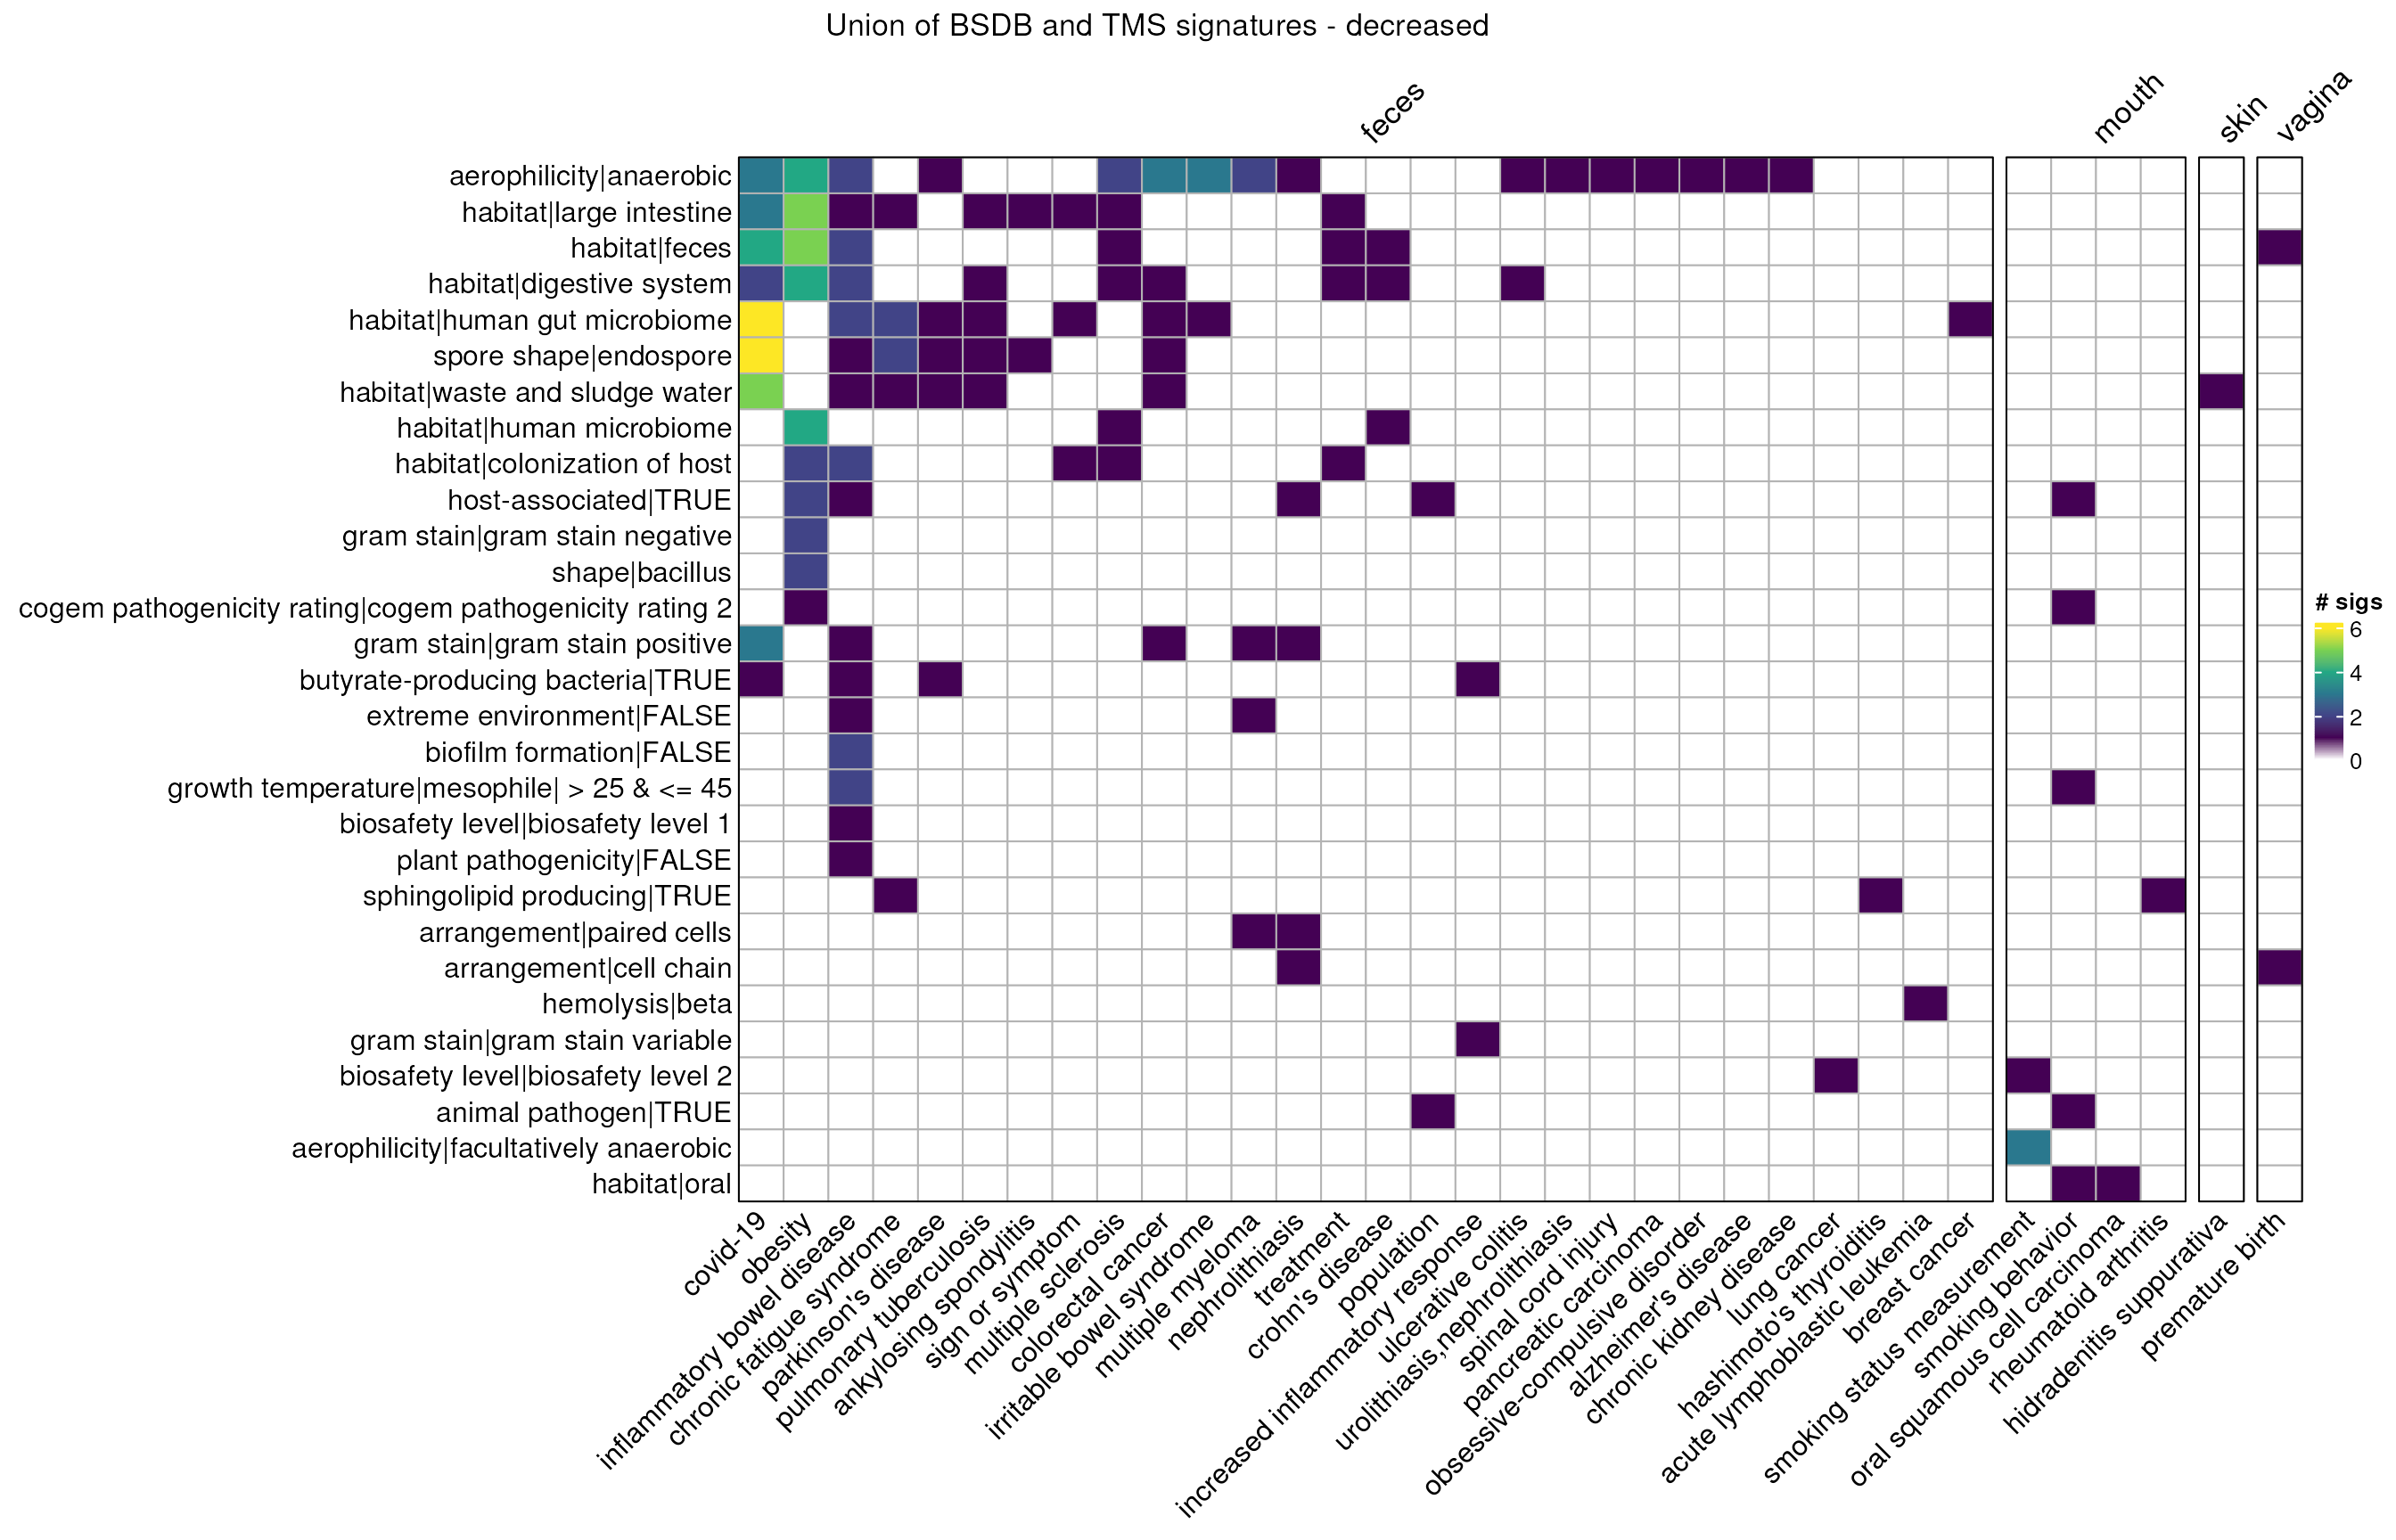 Union of BSDB and TMS signatures - decreased
feces
mouth
skin
vagina
aerophilicity|anaerobic
habitat|large intestine
habitat|feces
habitat|digestive system
habitat|human gut microbiome
spore shape|endospore
habitat|waste and sludge water
habitat|human microbiome
habitat|colonization of host
host-associated|TRUE
gram stain|gram stain negative
shape|bacillus
cogem pathogenicity rating|cogem pathogenicity rating 2
gram stain|gram stain positive
butyrate-producing bacteria|TRUE
extreme environment|FALSE
biofilm formation|FALSE
growth temperature|mesophile| > 25 & <= 45
biosafety level|biosafety level 1
plant pathogenicity|FALSE
sphingolipid producing|TRUE
arrangement|paired cells
arrangement|cell chain
hemolysis|beta
gram stain|gram stain variable
biosafety level|biosafety level 2
animal pathogen|TRUE
aerophilicity|facultatively anaerobic
habitat|oral
# sigs
6
4
2
0
covid-19
obesity
inflammatory bowel disease
chronic fatigue syndrome
parkinson's disease
pulmonary tuberculosis
ankylosing spondylitis
sign or symptom
multiple sclerosis
colorectal cancer
irritable bowel syndrome
multiple myeloma
nephrolithiasis
treatment
crohn's disease
population
increased inflammatory response
ulcerative colitis
urolithiasis,nephrolithiasis
spinal cord injury
pancreatic carcinoma
obsessive-compulsive disorder
alzheimer's disease
chronic kidney disease
lung cancer
hashimoto's thyroiditis
acute lymphoblastic leukemia
breast cancer
smoking status measurement
smoking behavior
oral squamous cell carcinoma
rheumatoid arthritis
hidradenitis suppurativa
premature birth